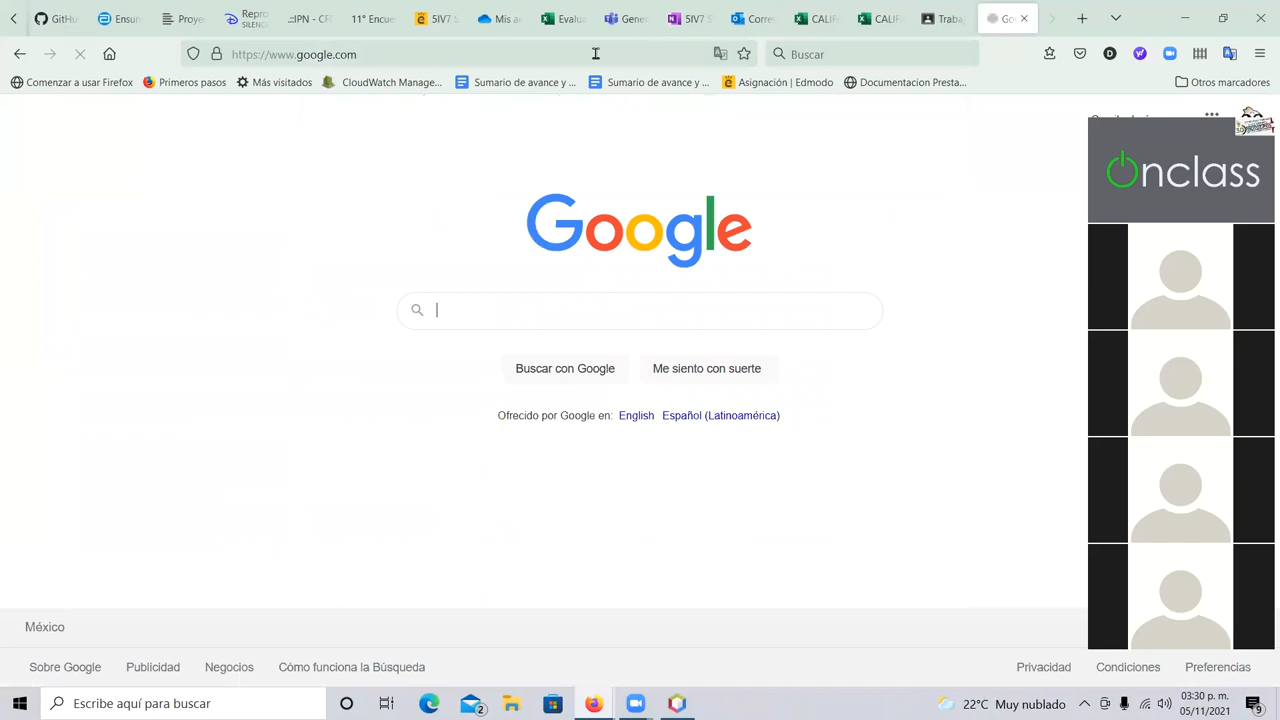 GitHu
Ensure
Proye
Repro
SILENC
:IPN - CF
11° Encue
5IV7 S
Mis a
Evalua
Gener
5IV7 S
Corre
CALIF
CALIF
Traba
Go
https://www.google.com
Buscar
Comenzar a usar Firefox
Primeros pasos
Más visitados
CloudWatch Manage...
Sumario de avance y ...
Sumario de avance y ...
Asignación | Edmodo
Documentacion Presta...
Otros marcadores
Onclass
Google
Buscar con Google
Me siento con suerte
Ofrecido por Google en: English Español (Latinoamérica)
México
Sobre Google
Publicidad
Negocios
Cómo funciona la Búsqueda
Privacidad
Condiciones
Preferencias
Escribe aquí para buscar
2
22°C Muy nublado
03:30 p. m.
05/11/2021
9